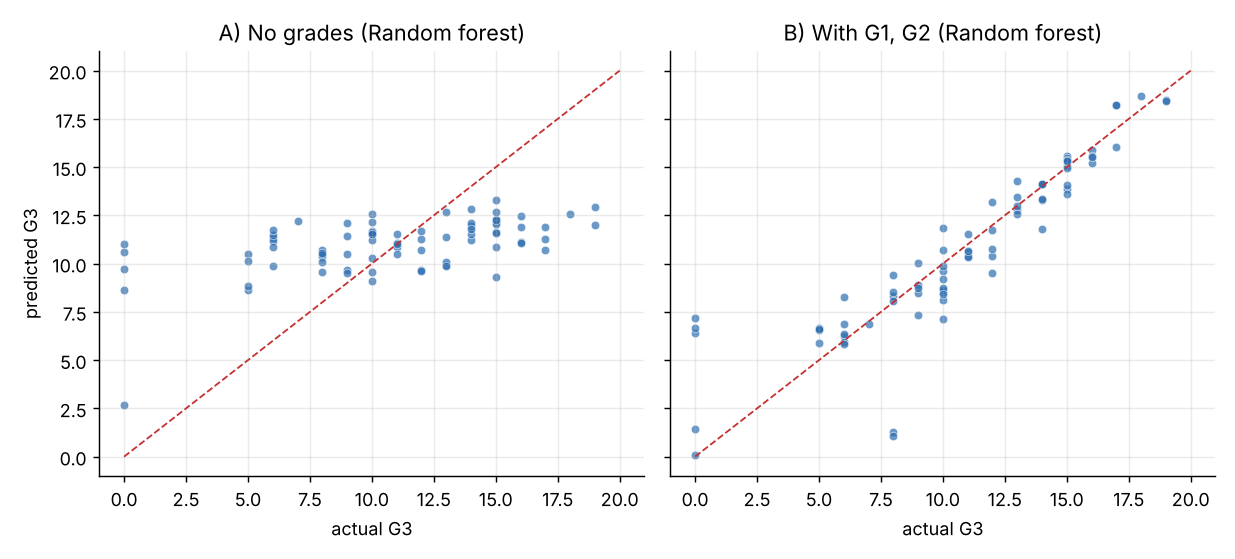 A) No grades (Random forest)
B) With G1, G2 (Random forest)
predicted G3
20.0
17.5
15.0
12.5
10.0
7.5
5.0
2.5
0.0
0.0 2.5 5.0 7.5 10.0 12.5 15.0 17.5 20.0
0.0 2.5 5.0 7.5 10.0 12.5 15.0 17.5 20.0
actual G3
actual G3